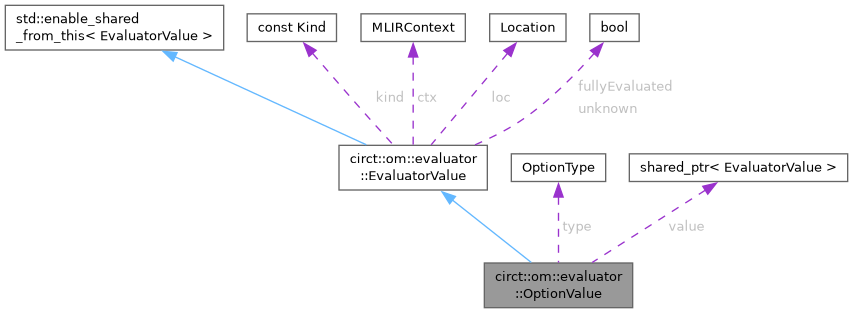 std::enable_shared
_from_this< EvaluatorValue >
const Kind
MLIRContext
Location
bool
kind
ctx
loc
fullyEvaluated
unknown
circt::om::evaluator
::EvaluatorValue
OptionType
shared_ptr< EvaluatorValue >
type
value
circt::om::evaluator
::OptionValue